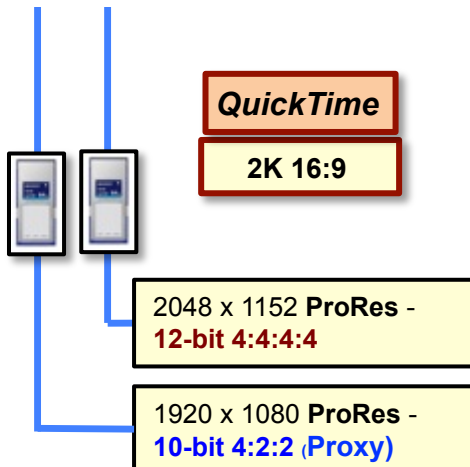 QuickTime
2K 16:9
2048 x 1152 ProRes -
12-bit 4:4:4:4
1920 x 1080 ProRes -
10-bit 4:2:2 (Proxy)